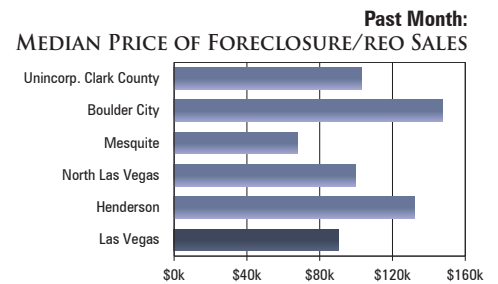 Past Month:
Median Price of Foreclosure/reo Sales
Unincorp. Clark County
Boulder City
Mesquite
North Las Vegas
Henderson
Las Vegas
$0k $40k $80k $120k $160k